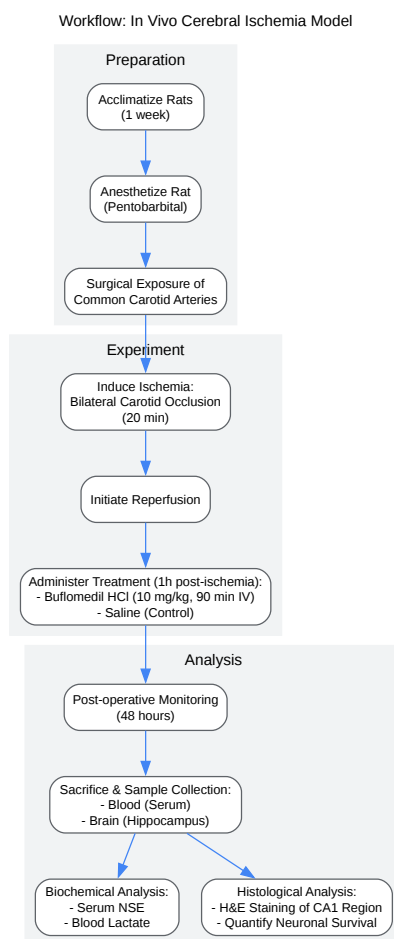 Workflow: In Vivo Cerebral Ischemia Model
Preparation
Acclimatize Rats
(1 week)
Anesthetize Rat
(Pentobarbital)
Surgical Exposure of
Common Carotid Arteries
Experiment
Induce Ischemia:
Bilateral Carotid Occlusion
(20 min)
Initiate Reperfusion
Administer Treatment (1h post-ischemia):
- Buflomedil HCl (10 mg/kg, 90 min IV)
- Saline (Control)
Analysis
Post-operative Monitoring
(48 hours)
Sacrifice & Sample Collection:
- Blood (Serum)
- Brain (Hippocampus)
Biochemical Analysis:
- Serum NSE
- Blood Lactate
Histological Analysis:
- H&E Staining of CA1 Region
- Quantify Neuronal Survival